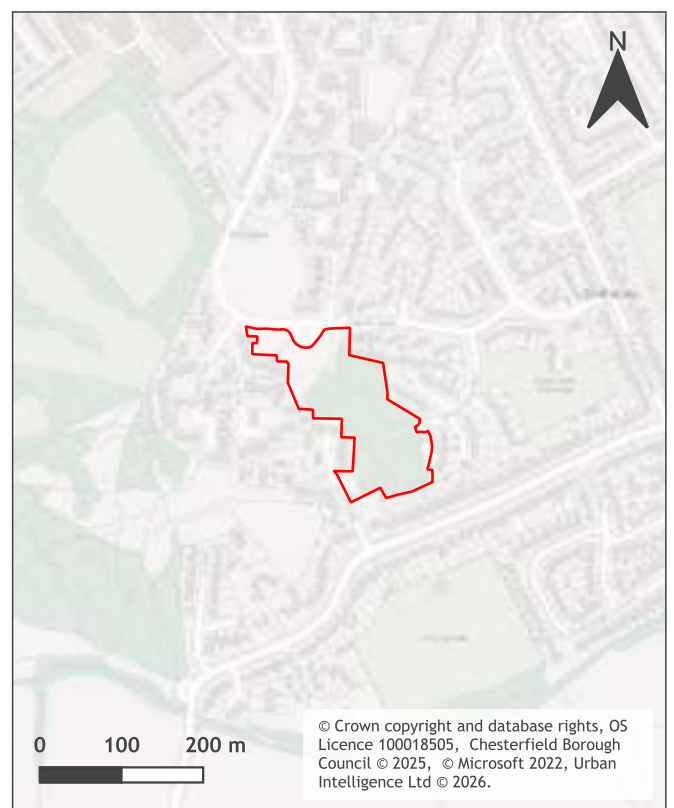 N
0 100 200 m
© Crown copyright and database rights, OS
Licence 100018505, Chesterfield Borough
Council © 2025, © Microsoft 2022, Urban
Intelligence Ltd © 2026.